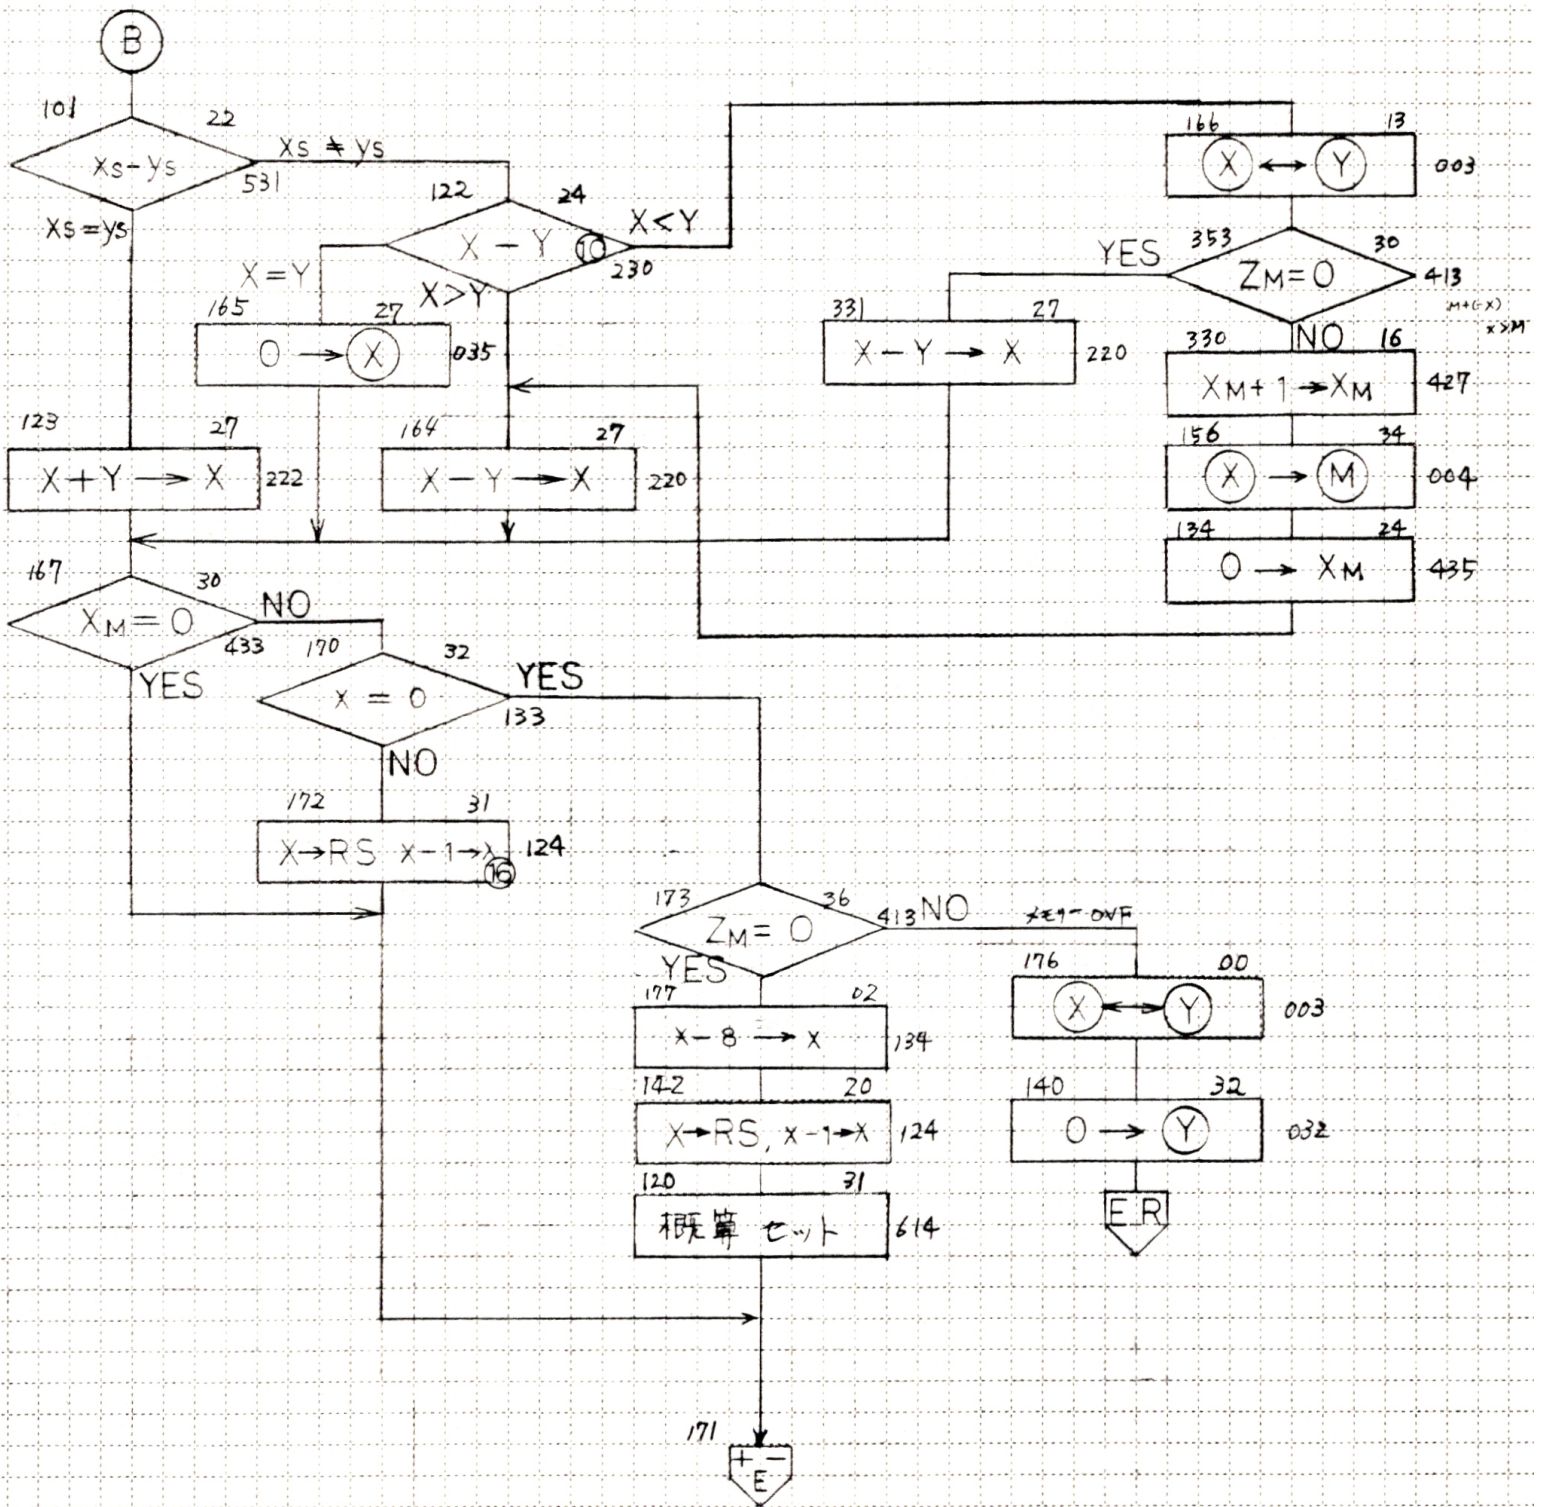 B
101 22
xs-ys
531
Xs ≠ ys
Xs=ys
122 24
X - Y ⑩
230
X<Y
X=Y
X>Y
166 13
X ↔ Y
003
353 30
YES
ZM=0
413
M+(-X)
X>M
NO
165 27
0 → X
035
331 27
X-Y → X
220
330 16
XM+1→XM
427
123 27
X+Y → X
222
164 27
X-Y→X
220
156 34
X → M
004
134 24
0 → XM
435
167 30
XM=0
433
NO
YES
170 32
x = 0
133
YES
NO
172 31
X→RS x-1→x
⑯
124
173 36
ZM=0
413
NO
メモリー OVF
YES
177 02
x-8 → x
134
176 00
X↔Y
003
142 20
X→RS, x-1→x
124
140 32
0 → Y
032
120 31
概算 セット
614
E R
171
+ -
E